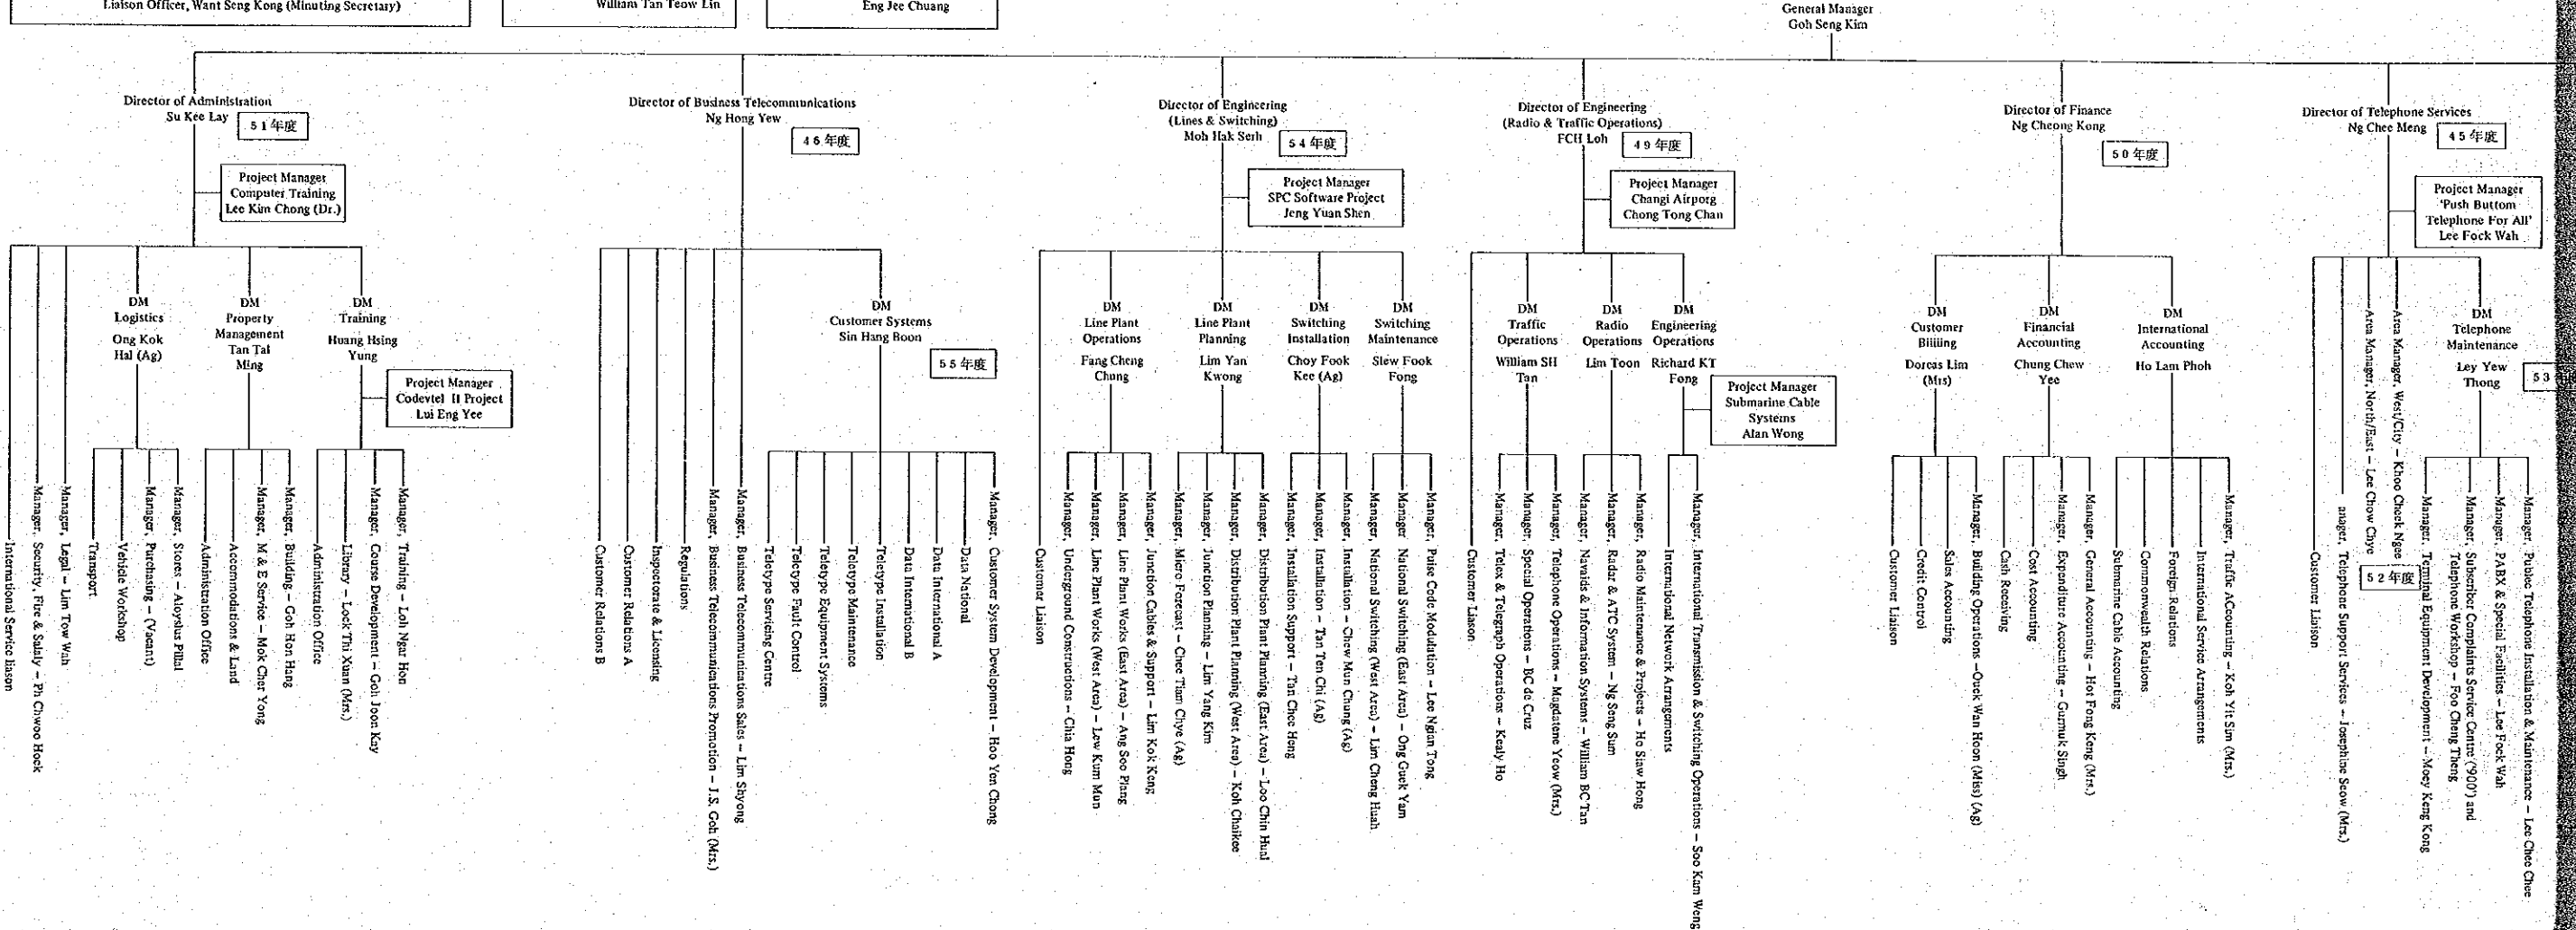 Liaison Officer, Want Seng Kong (Minuting Secretary)
William Tan Teow Lin
Eng Jee Chuang
General Manager
Goh Seng Kim
Director of Administration
Su Kee Lay
51年度
Project Manager
Computer Training
Lee Kim Chong (Dr.)
International Service liason
Manager, Security, Fire & Safaly – Ph Chwoo Hock
Manager, Legal – Lim Tow Wah
DM
Logistics
Ong Kok
Hal (Ag)
Transport
Vehicle Workshop
Manager, Purchasing – (Vacant)
Manager, Stores – Aloyslus Pillal
DM
Property
Management
Tan Tai
Ming
Administration Office
Accommodations & Land
Manager, M & E Service – Mok Cher Yong
Manager, Building – Goh Hon Hang
DM
Training
Huang Hsing
Yung
Project Manager
Codevtel II Project
Lui Eng Yee
Administration Office
Library – Lock Thi Xuan (Mrs.)
Manager, Course Development – Goh Joon Kay
Manager, Training – Loh Ngur Hon
Director of Business Telecommunications
Ng Hong Yew
46年度
Customer Relations B
Customer Relations A
Inspectorate & Licensing
Regulations
Manager, Business Telecommunications Promotion – J.S. Goh (Mrs.)
Manager, Business Telecommunications Sales – Lim Shyong
DM
Customer Systems
Sin Hang Boon
55年度
Teletype Servicing Centre
Teletype Fault Control
Teletype Equipment Systems
Teletype Maintenance
Teletype Installation
Data International B
Data International A
Data National
Manager, Customer System Development – Hoo Yen Chong
Director of Engineering
(Lines & Switching)
Moh Hak Serh
54年度
Project Manager
SPC Software Project
Jeng Yuan Shen
Customer Liaison
DM
Line Plant
Operations
Fang Cheng
Chung
Manager, Underground Constructions – Chia Hong
Manager, Line Plant Works (West Area) – Lew Kum Mun
Manager, Line Plant Works (East Area) – Ang Soo Piang
Manager, Junction Cables & Support – Lim Kok Keng
DM
Line Plant
Planning
Lim Yan
Kwong
Manager, Micro Forecast – Chee Tian Chye (Ag)
Manager, Junction Planning – Lim Yang Kim
Manager, Distribution Plant Planning (West Area) – Koh Chaikee
Manager, Distribution Plant Planning (East Area) – Loo Chin Hual
DM
Switching
Installation
Choy Fook
Kee (Ag)
Manager, Installation Support – Tan Chee Heng
Manager, Installation – Tan Ten Chi (Ag)
Manager, Installation – Chew Mun Chung (Ag)
DM
Switching
Maintenance
Slew Fook
Fong
Manager, National Switching (West Area) – Lim Cheng Huah
Manager National Switching (East Area) – Ong Guek Yam
Manager, Puise Code Modulation – Lee Ngian Tong
Director of Engineering
(Radio & Traffic Operations)
FCH Loh
49年度
Project Manager
Changi Airporg
Chong Tong Chan
Customer Liason
DM
Traffic
Operations
William SH
Tan
Manager, Telex & Telegraph Operations – Kealy Ho
Manager, Special Operations – BC de Cruz
Manager, Telephone Operations – Magdatene Yeow (Mrs.)
DM
Radio
Operations
Lim Toon
Manager, Navaids & Information Systems – William BC Tan
Manager, Radar & ATC System – Ng Seng Sum
Manager, Radio Maintenance & Projects – Ho Siaw Hong
DM
Engineering
Operations
Richard KT
Fong
Project Manager
Submarine Cable
Systems
Alan Wong
International Network Arrangements
Manager, International Transmission & Switching Operations – Soo Kam Weng
Director of Finance
Ng Cheong Kong
50年度
DM
Customer
Billing
Dorcas Lim
(Mrs)
Customer Liaison
Credit Control
Sales Accounting
Manager, Building Operations – Ouek Wan Hoon (Miss) (Ag)
DM
Financial
Accounting
Chung Chew
Yee
Cash Receiving
Cost Accounting
Manager, Expenditure Accounting – Gurmuk Singh
Manager, General Accounting – Hot Fong Keng (Mrs.)
DM
International
Accounting
Ho Lam Phoh
Submarine Cable Accounting
Commonwealth Relations
Foreign Relations
International Service Arrangements
Manager, Traffic ACcounting – Koh Yit Sim (Mrs.)
Director of Telephone Services
Ng Chee Meng
45年度
Project Manager
'Push Buttom
Telephone For All'
Lee Fock Wah
Customer Liaison
anager, Telephone Support Services – Josephine Seow (Mrs.)
Area Manager, North/East – Lee Chow Chye
Area Manager, West/City – Khoo Cheek Ngee
52年度
DM
Telephone
Maintenance
Ley Yew
Thong
53
Manager, Terminal Equipment Development – Moey Keng Kong
Manager, Subscriber Complaints Service Centre ('900') and
Telephone Workshop – Foo Cheng Theng
Manager, PABX & Special Facilities – Lee Fock Wah
Manager, Publec Telephone Installation & Maintenance – Lee Chee Chee